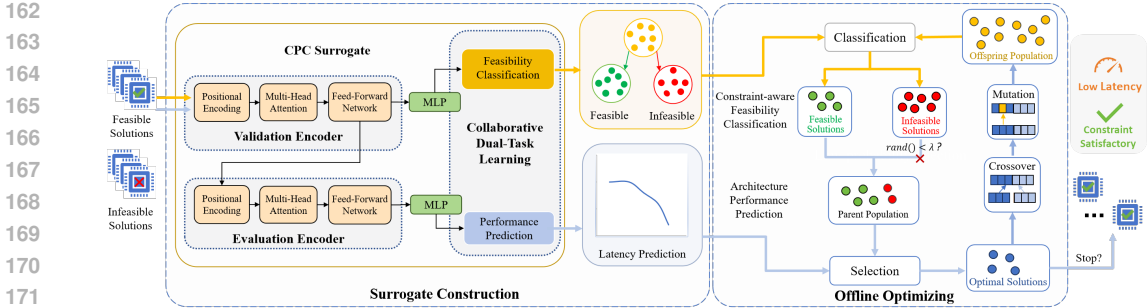 162
163
164
165
166
167
168
169
170
171
CPC Surrogate
Feasible
Solutions
Infeasible
Solutions
Positional
Encoding
Multi-Head
Attention
Feed-Forward
Network
Validation Encoder
MLP
Positional
Encoding
Multi-Head
Attention
Feed-Forward
Network
Evaluation Encoder
MLP
Feasibility
Classification
Collaborative
Dual-Task
Learning
Performance
Prediction
Feasible
Infeasible
Latency Prediction
Surrogate Construction
Classification
Constraint-aware
Feasibility
Classification
Feasible
Solutions
Infeasible
Solutions
rand() < λ ?
Architecture
Performance
Prediction
Parent Population
Selection
Offspring Population
Mutation
Crossover
Optimal Solutions
Offline Optimizing
Low Latency
Constraint
Satisfactory
...
Stop?